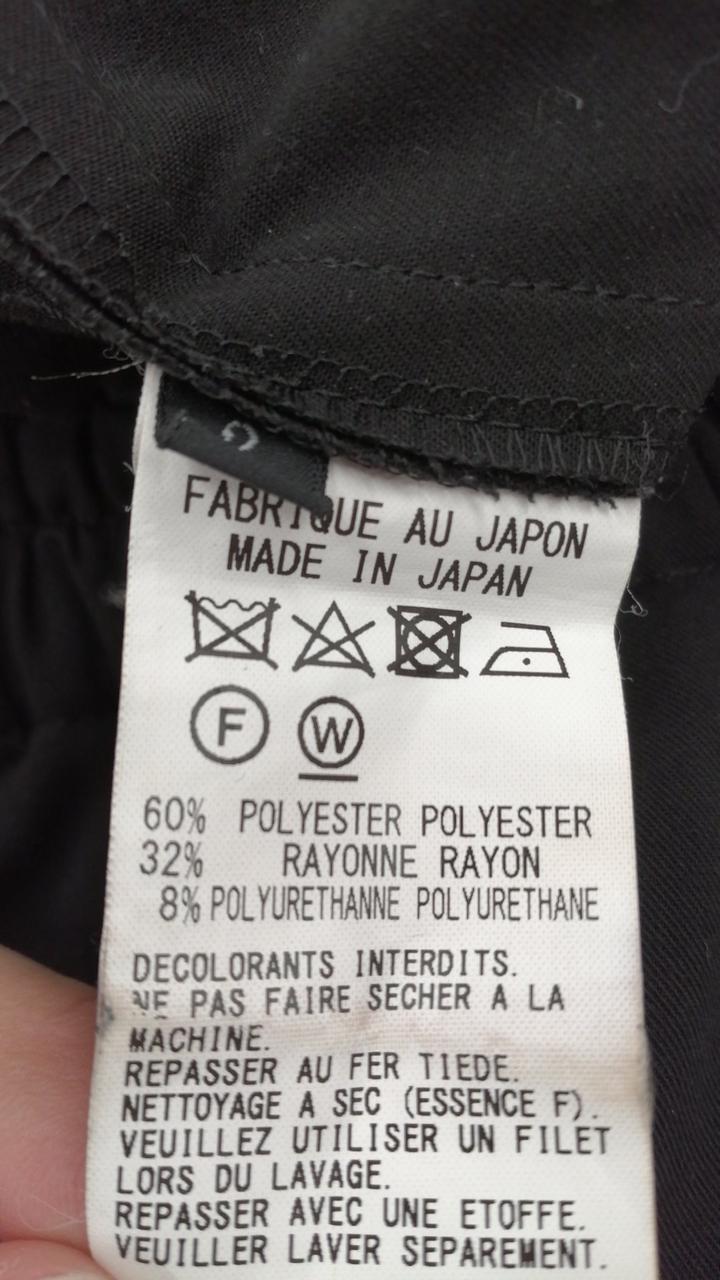 FABRIQUE AU JAPON
MADE IN JAPAN
F W
60% POLYESTER POLYESTER
32% RAYONNE RAYON
8% POLYURETHANNE POLYURETHANE
DECOLORANTS INTERDITS.
NE PAS FAIRE SECHER A LA
MACHINE.
REPASSER AU FER TIEDE.
NETTOYAGE A SEC (ESSENCE F).
VEUILLEZ UTILISER UN FILET
LORS DU LAVAGE.
REPASSER AVEC UNE ETOFFE.
VEUILLER LAVER SEPAREMENT.